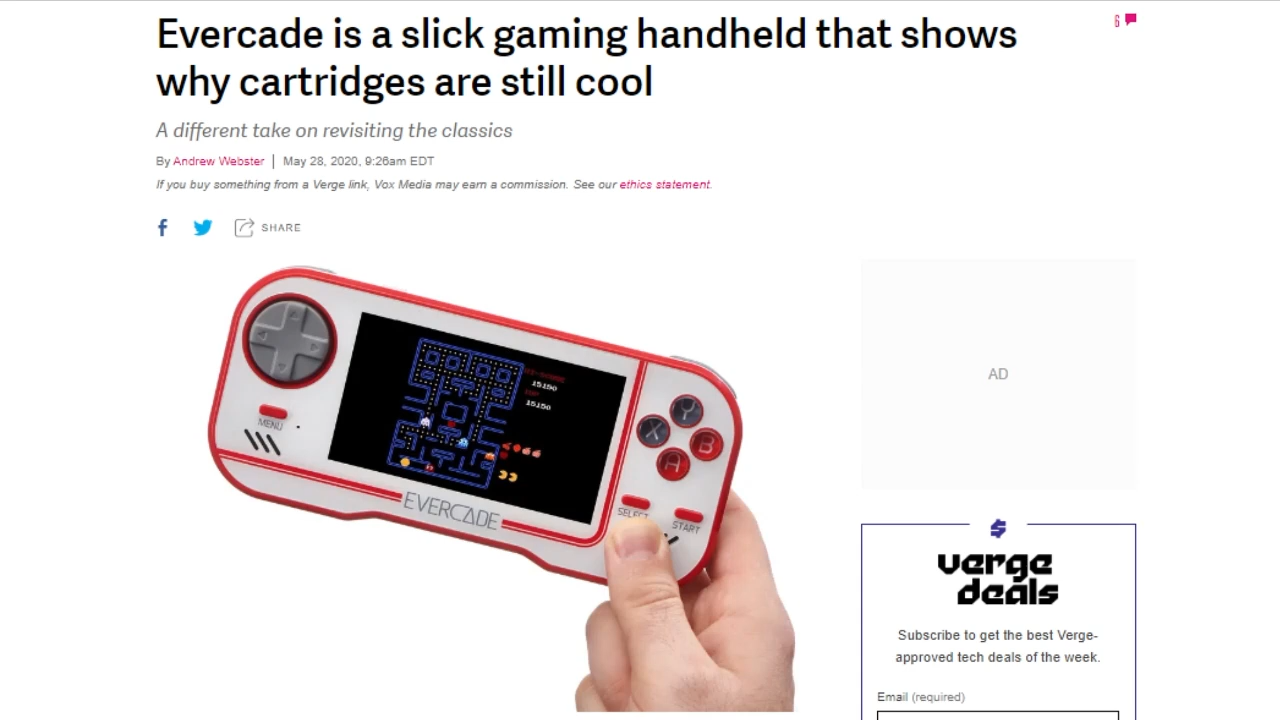 Evercade is a slick gaming handheld that shows
why cartridges are still cool
6
A different take on revisiting the classics
By Andrew Webster | May 28, 2020, 9:26am EDT
If you buy something from a Verge link, Vox Media may earn a commission. See our ethics statement.
SHARE
15150
15150
MENU
Y
X
B
A
EVERCADE
SELECT
START
AD
verge
deals
Subscribe to get the best Verge-
approved tech deals of the week.
Email (required)